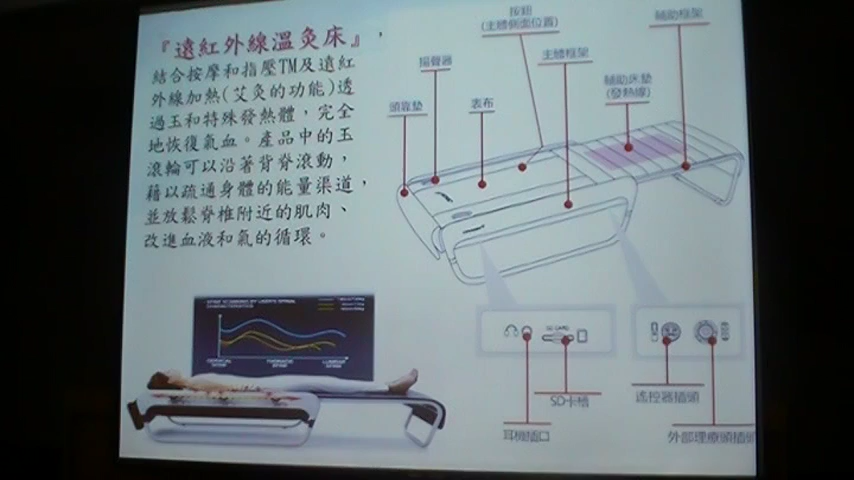 『遠紅外線溫灸床』，
結合按摩和指壓TM及遠紅
外線加熱(艾灸的功能)透
過玉和特殊發熱體，完全
地恢復氣血。產品中的玉
滾輪可以沿著背脊滾動，
藉以疏通身體的能量渠道，
並放鬆脊椎附近的肌肉、
改進血液和氣的循環。
按鈕
(主體側面位置)
輔助框架
揚聲器
主體框架
輔助床墊
(發熱線)
頭靠墊
表布
SD CARD
SD卡槽
遙控器插頭
耳機插口
外部理療頭插頭
CERVICAL
THORACIC
LUMBAR